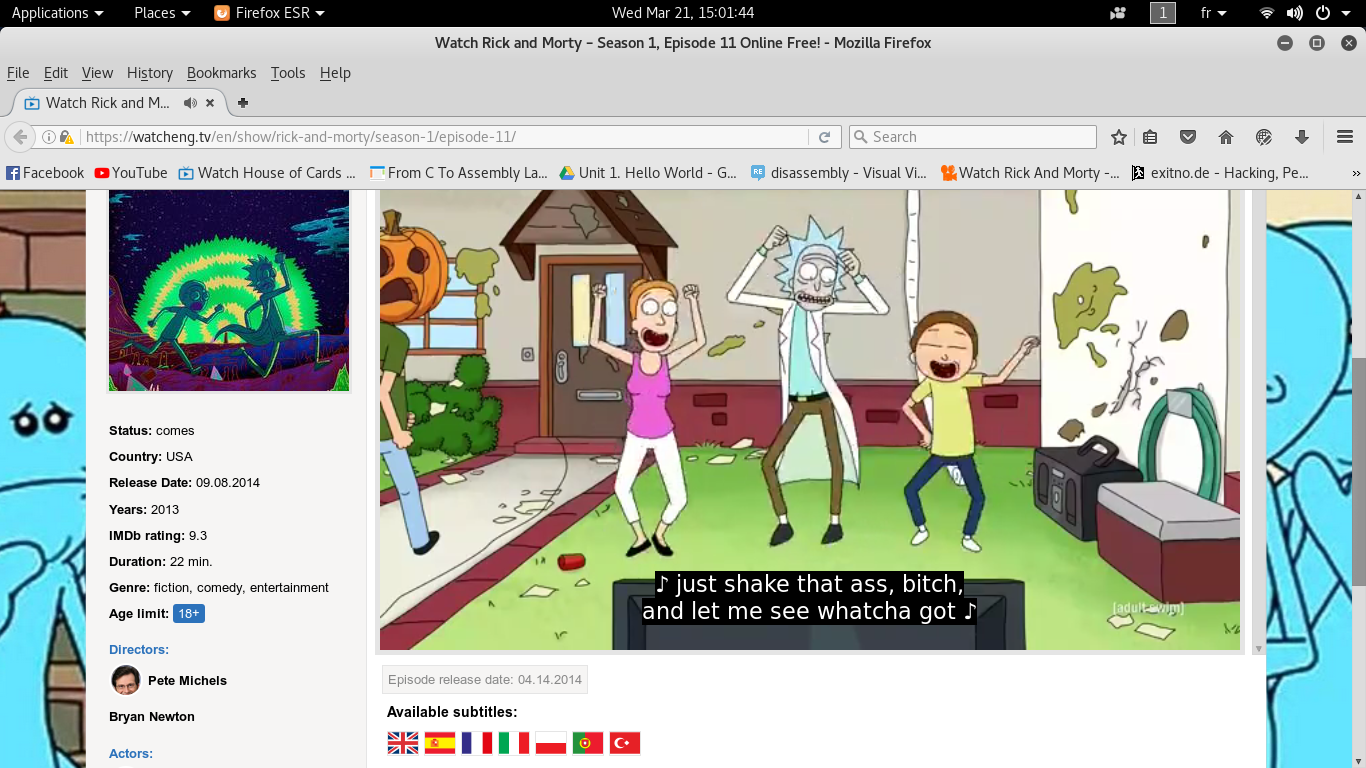 Applications Places Firefox ESR Wed Mar 21, 15:01:44 1 fr
Watch Rick and Morty – Season 1, Episode 11 Online Free! - Mozilla Firefox
File Edit View History Bookmarks Tools Help
Watch Rick and M...
https://watcheng.tv/en/show/rick-and-morty/season-1/episode-11/ Search
Facebook YouTube Watch House of Cards ... From C To Assembly La... Unit 1. Hello World - G... disassembly - Visual Vi... Watch Rick And Morty -... exitno.de - Hacking, Pe... »
Status: comes
Country: USA
Release Date: 09.08.2014
Years: 2013
IMDb rating: 9.3
Duration: 22 min.
Genre: fiction, comedy, entertainment
Age limit: 18+
Directors:
Pete Michels
Bryan Newton
Actors:
♪ just shake that ass, bitch,
and let me see whatcha got ♪
[adult swim]
Episode release date: 04.14.2014
Available subtitles: